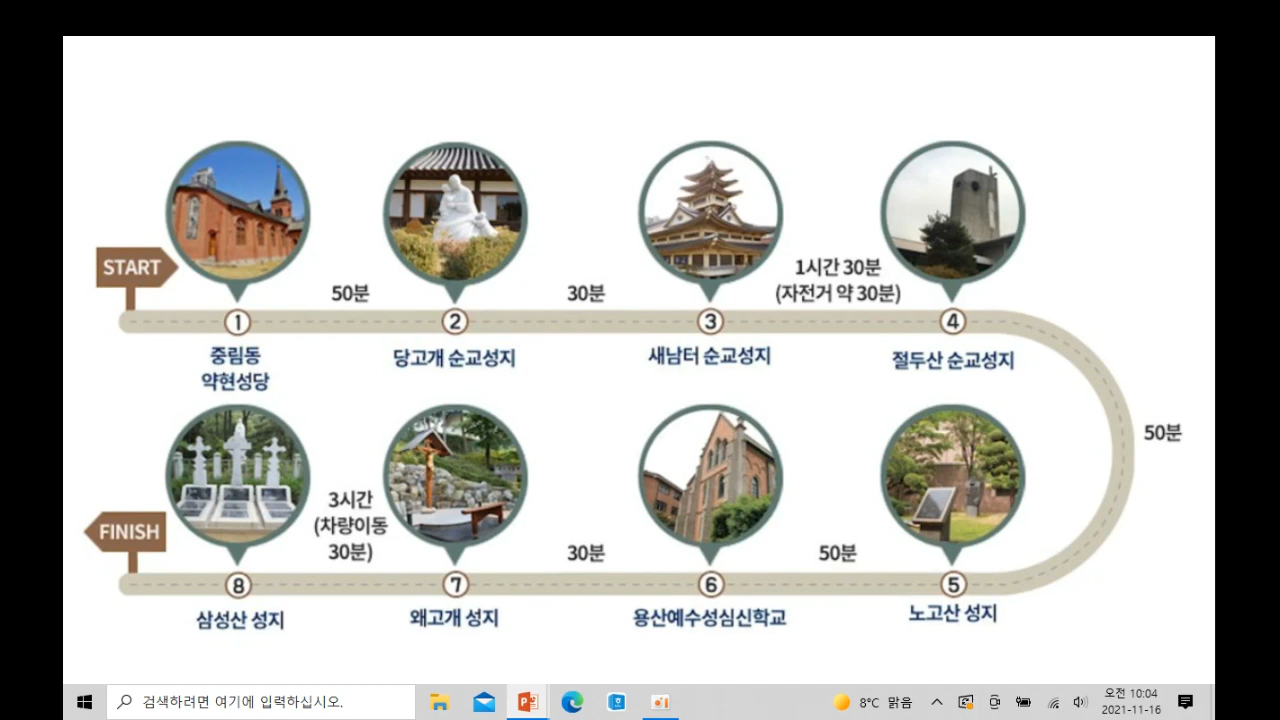 START
50분
30분
1시간 30분
(자전거 약 30분)
1
2
3
4
중림동
약현성당
당고개 순교성지
새남터 순교성지
절두산 순교성지
50분
FINISH
3시간
(차량이동
30분)
30분
50분
8
7
6
5
삼성산 성지
왜고개 성지
용산예수성심신학교
노고산 성지
검색하려면 여기에 입력하십시오.
8°C 맑음
오전 10:04
2021-11-16